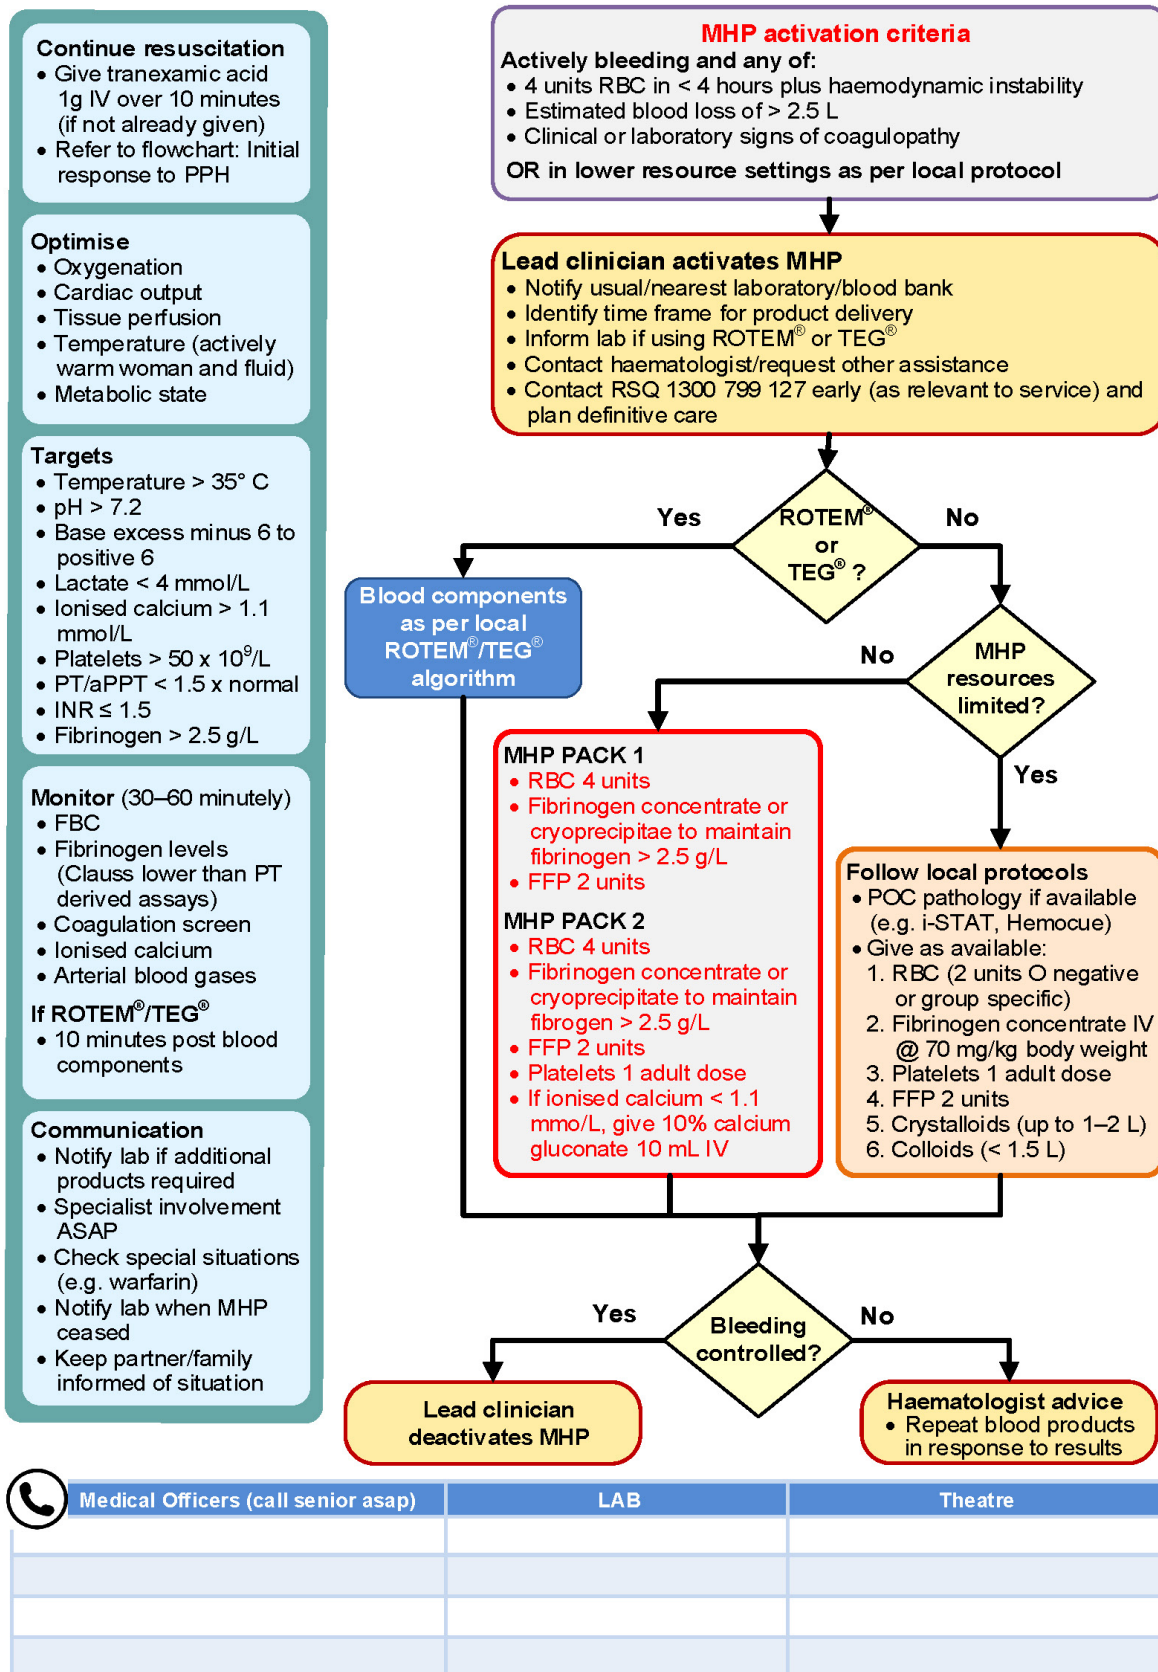 Continue resuscitation
• Give tranexamic acid
1g IV over 10 minutes
(if not already given)
• Refer to flowchart: Initial
response to PPH
Optimise
• Oxygenation
• Cardiac output
• Tissue perfusion
• Temperature (actively
warm woman and fluid)
• Metabolic state
Targets
• Temperature > 35° C
• pH > 7.2
• Base excess minus 6 to
positive 6
• Lactate < 4 mmol/L
• Ionised calcium > 1.1
mmol/L
• Platelets > 50 x 10⁹/L
• PT/aPPT < 1.5 x normal
• INR ≤ 1.5
• Fibrinogen > 2.5 g/L
Monitor (30–60 minutely)
• FBC
• Fibrinogen levels
(Clauss lower than PT
derived assays)
• Coagulation screen
• Ionised calcium
• Arterial blood gases
If ROTEM®/TEG®
• 10 minutes post blood
components
Communication
• Notify lab if additional
products required
• Specialist involvement
ASAP
• Check special situations
(e.g. warfarin)
• Notify lab when MHP
ceased
• Keep partner/family
informed of situation
MHP activation criteria
Actively bleeding and any of:
• 4 units RBC in < 4 hours plus haemodynamic instability
• Estimated blood loss of > 2.5 L
• Clinical or laboratory signs of coagulopathy
OR in lower resource settings as per local protocol
Lead clinician activates MHP
• Notify usual/nearest laboratory/blood bank
• Identify time frame for product delivery
• Inform lab if using ROTEM® or TEG®
• Contact haematologist/request other assistance
• Contact RSQ 1300 799 127 early (as relevant to service) and
plan definitive care
ROTEM®
or
TEG® ?
Yes
No
Blood components
as per local
ROTEM®/TEG®
algorithm
MHP
resources
limited?
No
Yes
MHP PACK 1
• RBC 4 units
• Fibrinogen concentrate or
cryoprecipitae to maintain
fibrinogen > 2.5 g/L
• FFP 2 units
MHP PACK 2
• RBC 4 units
• Fibrinogen concentrate or
cryoprecipitate to maintain
fibrogen > 2.5 g/L
• FFP 2 units
• Platelets 1 adult dose
• If ionised calcium < 1.1
mmo/L, give 10% calcium
gluconate 10 mL IV
Follow local protocols
• POC pathology if available
(e.g. i-STAT, Hemocue)
• Give as available:
1. RBC (2 units O negative
or group specific)
2. Fibrinogen concentrate IV
@ 70 mg/kg body weight
3. Platelets 1 adult dose
4. FFP 2 units
5. Crystalloids (up to 1–2 L)
6. Colloids (< 1.5 L)
Bleeding
controlled?
Yes
No
Lead clinician
deactivates MHP
Haematologist advice
• Repeat blood products
in response to results
Medical Officers (call senior asap)
LAB
Theatre